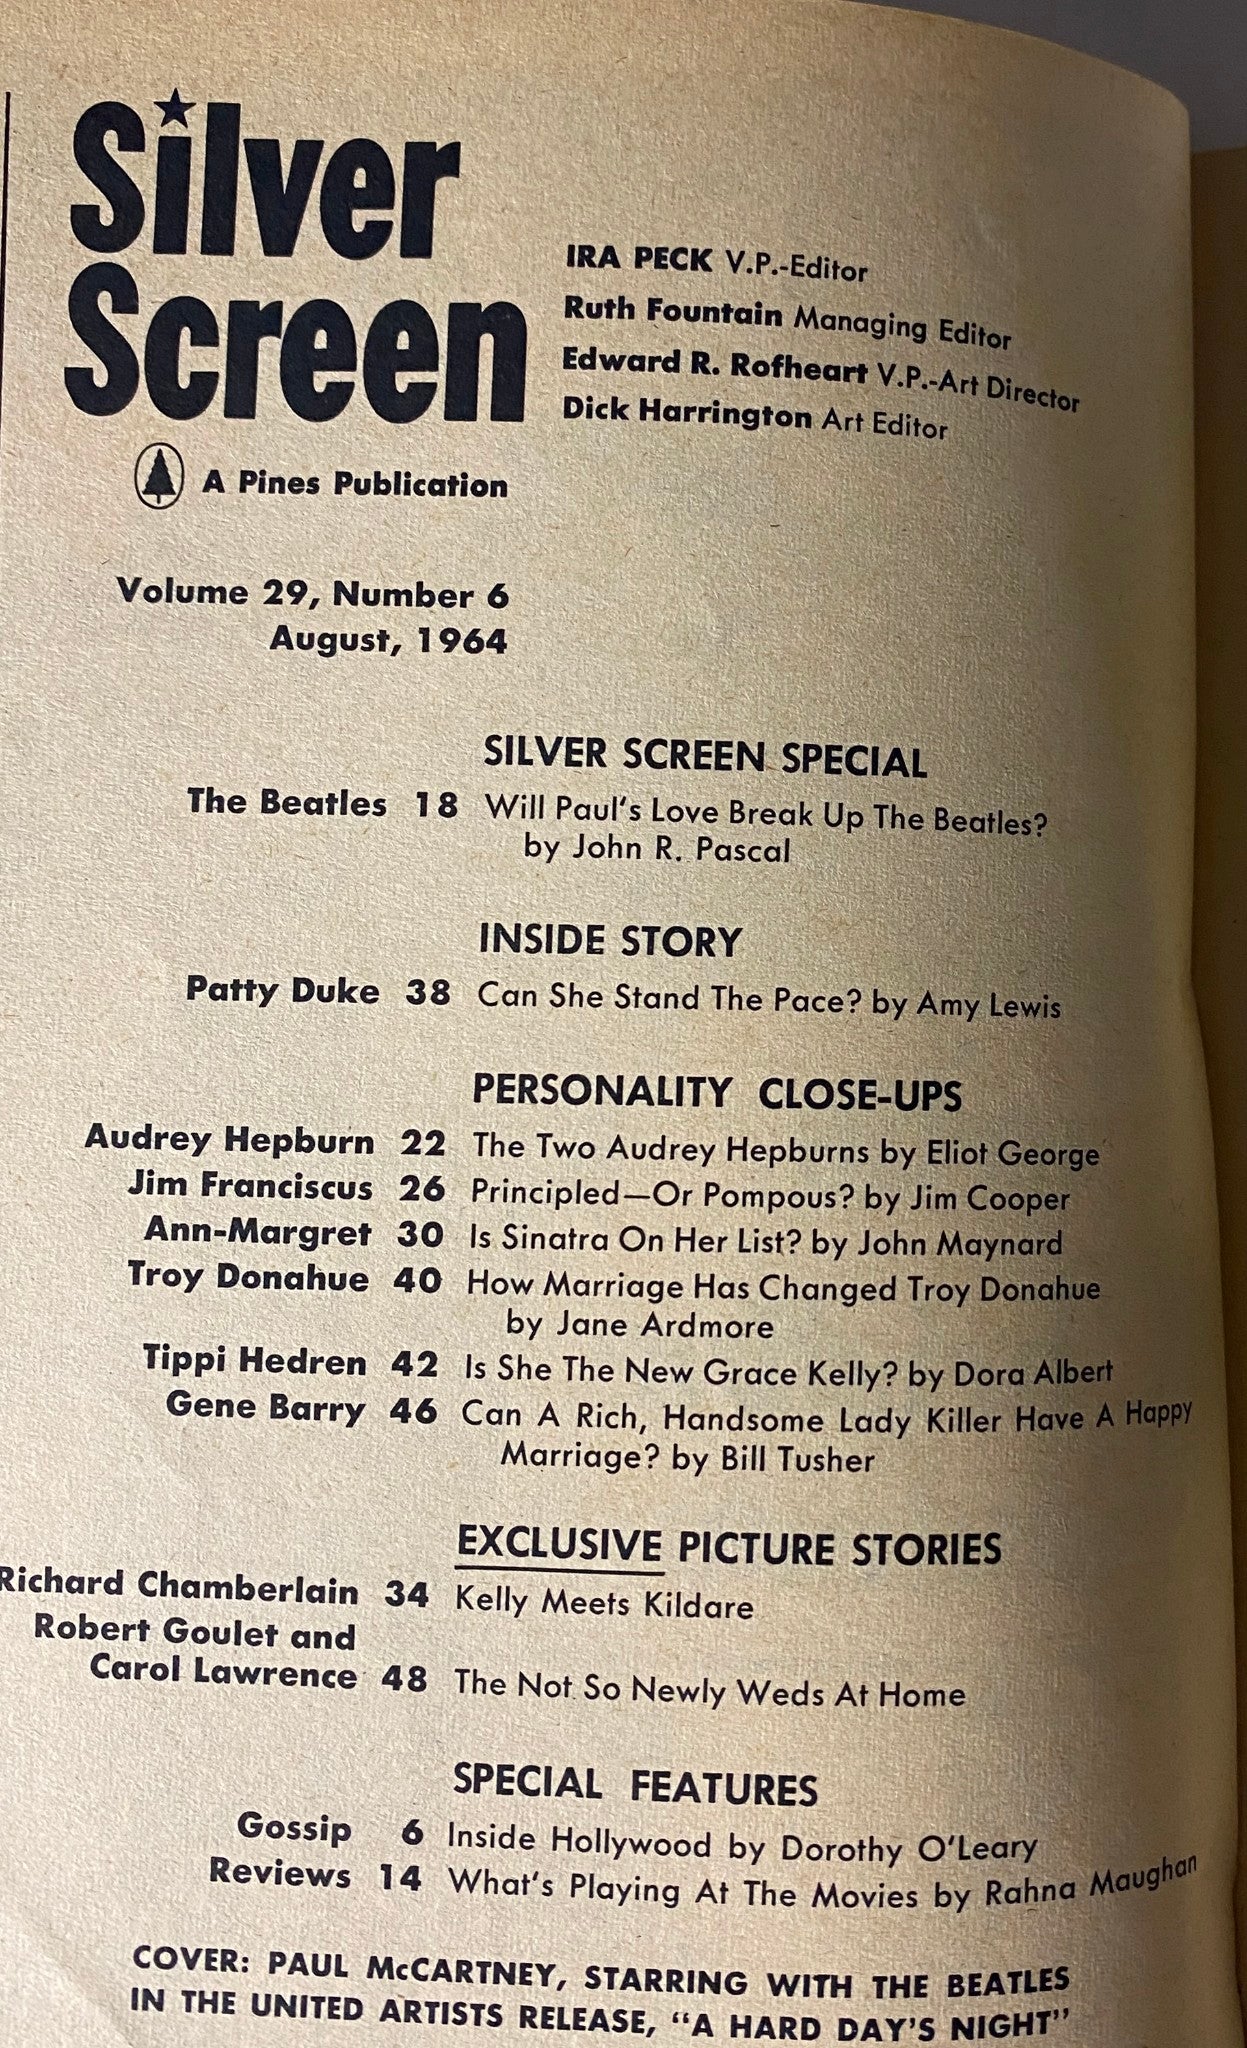 Silver
Screen
IRA PECK V.P.-Editor
Ruth Fountain Managing Editor
Edward R. Rofheart V.P.-Art Director
Dick Harrington Art Editor
A Pines Publication
Volume 29, Number 6
August, 1964
SILVER SCREEN SPECIAL
The Beatles 18 Will Paul's Love Break Up The Beatles?
by John R. Pascal
INSIDE STORY
Patty Duke 38 Can She Stand The Pace? by Amy Lewis
PERSONALITY CLOSE-UPS
Audrey Hepburn 22 The Two Audrey Hepburns by Eliot George
Jim Franciscus 26 Principled—Or Pompous? by Jim Cooper
Ann-Margret 30 Is Sinatra On Her List? by John Maynard
Troy Donahue 40 How Marriage Has Changed Troy Donahue
by Jane Ardmore
Tippi Hedren 42 Is She The New Grace Kelly? by Dora Albert
Gene Barry 46 Can A Rich, Handsome Lady Killer Have A Happy
Marriage? by Bill Tusher
EXCLUSIVE PICTURE STORIES
Richard Chamberlain 34 Kelly Meets Kildare
Robert Goulet and
Carol Lawrence 48 The Not So Newly Weds At Home
SPECIAL FEATURES
Gossip 6 Inside Hollywood by Dorothy O'Leary
Reviews 14 What's Playing At The Movies by Rahna Maughan
COVER: PAUL McCARTNEY, STARRING WITH THE BEATLES
IN THE UNITED ARTISTS RELEASE, "A HARD DAY'S NIGHT"